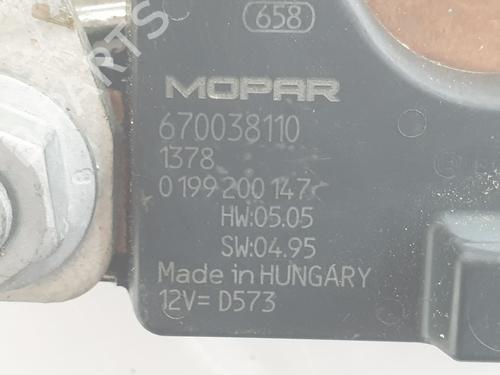 658
MOPAR
670038110
1378
0 199 200 147
HW:05.05
SW:04.95
Made in HUNGARY
12V= D573